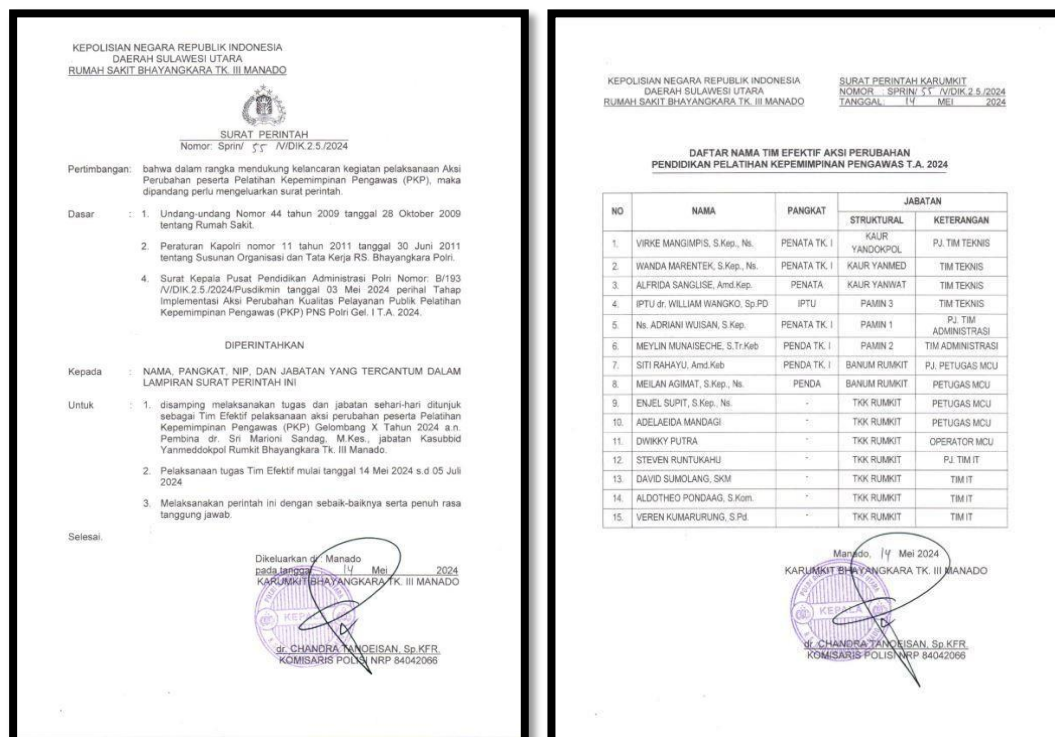 KEPOLISIAN NEGARA REPUBLIK INDONESIA
DAERAH SULAWESI UTARA
RUMAH SAKIT BHAYANGKARA TK. III MANADO
SURAT PERINTAH
Nomor: Sprin/ 55 /V/DIK.2.5./2024
Pertimbangan: bahwa dalam rangka mendukung kelancaran kegiatan pelaksanaan Aksi
Perubahan peserta Pelatihan Kepemimpinan Pengawas (PKP), maka
dipandang perlu mengeluarkan surat perintah.
Dasar : 1. Undang-undang Nomor 44 tahun 2009 tanggal 28 Oktober 2009
tentang Rumah Sakit.
2. Peraturan Kapolri nomor 11 tahun 2011 tanggal 30 Juni 2011
tentang Susunan Organisasi dan Tata Kerja RS. Bhayangkara Polri.
4. Surat Kepala Pusat Pendidikan Administrasi Polri Nomor: B/193
/V/DIK.2.5./2024/Pusdikmin tanggal 03 Mei 2024 perihal Tahap
Implementasi Aksi Perubahan Kualitas Pelayanan Publik Pelatihan
Kepemimpinan Pengawas (PKP) PNS Polri Gel. I T.A. 2024.
DIPERINTAHKAN
Kepada : NAMA, PANGKAT, NIP, DAN JABATAN YANG TERCANTUM DALAM
LAMPIRAN SURAT PERINTAH INI
Untuk : 1. disamping melaksanakan tugas dan jabatan sehari-hari ditunjuk
sebagai Tim Efektif pelaksanaan aksi perubahan peserta Pelatihan
Kepemimpinan Pengawas (PKP) Gelombang X Tahun 2024 a.n.
Pembina dr. Sri Marioni Sandag, M.Kes., jabatan Kasubbid
Yanmeddokpol Rumkit Bhayangkara Tk. III Manado.
2. Pelaksanaan tugas Tim Efektif mulai tanggal 14 Mei 2024 s.d 05 Juli
2024
3. Melaksanakan perintah ini dengan sebaik-baiknya serta penuh rasa
tanggung jawab.
Selesai.
Dikeluarkan di Manado
pada tanggal 14 Mei 2024
KARUMKIT BHAYANGKARA TK. III MANADO
KEPALA
dr. CHANDRA TANOEISAN, Sp.KFR.
KOMISARIS POLISI NRP 84042066
KEPOLISIAN NEGARA REPUBLIK INDONESIA
DAERAH SULAWESI UTARA
RUMAH SAKIT BHAYANGKARA TK. III MANADO
SURAT PERINTAH KARUMKIT
NOMOR : SPRIN/ 55 /V/DIK.2.5./2024
TANGGAL: 14 MEI 2024
DAFTAR NAMA TIM EFEKTIF AKSI PERUBAHAN
PENDIDIKAN PELATIHAN KEPEMIMPINAN PENGAWAS T.A. 2024
NO NAMA PANGKAT JABATAN
STRUKTURAL KETERANGAN
1. VIRKE MANGIMPIS, S.Kep., Ns. PENATA TK. I KAUR YANDOKPOL PJ. TIM TEKNIS
2. WANDA MARENTEK, S.Kep., Ns. PENATA TK. I KAUR YANMED TIM TEKNIS
3. ALFRIDA SANGLISE, Amd.Kep. PENATA KAUR YANWAT TIM TEKNIS
4. IPTU dr. WILLIAM WANGKO, Sp.PD IPTU PAMIN 3 TIM TEKNIS
5. Ns. ADRIANI WUISAN, S.Kep. PENATA TK. I PAMIN 1 PJ. TIM ADMINISTRASI
6. MEYLIN MUNAISECHE, S.Tr.Keb PENDA TK. I PAMIN 2 TIM ADMINISTRASI
7. SITI RAHAYU, Amd.Keb PENDA TK. I BANUM RUMKIT PJ. PETUGAS MCU
8. MEILAN AGIMAT, S.Kep., Ns. PENDA BANUM RUMKIT PETUGAS MCU
9. ENJEL SUPIT, S.Kep., Ns. - TKK RUMKIT PETUGAS MCU
10. ADELAEIDA MANDAGI - TKK RUMKIT PETUGAS MCU
11. DWIKKY PUTRA - TKK RUMKIT OPERATOR MCU
12. STEVEN RUNTUKAHU - TKK RUMKIT PJ. TIM IT
13. DAVID SUMOLANG, SKM - TKK RUMKIT TIM IT
14. ALDOTHEO PONDAAG, S.Kom. - TKK RUMKIT TIM IT
15. VEREN KUMARURUNG, S.Pd. - TKK RUMKIT TIM IT
Manado, 14 Mei 2024
KARUMKIT BHAYANGKARA TK. III MANADO
KEPALA
dr. CHANDRA TANOEISAN, Sp.KFR.
KOMISARIS POLISI NRP 84042066